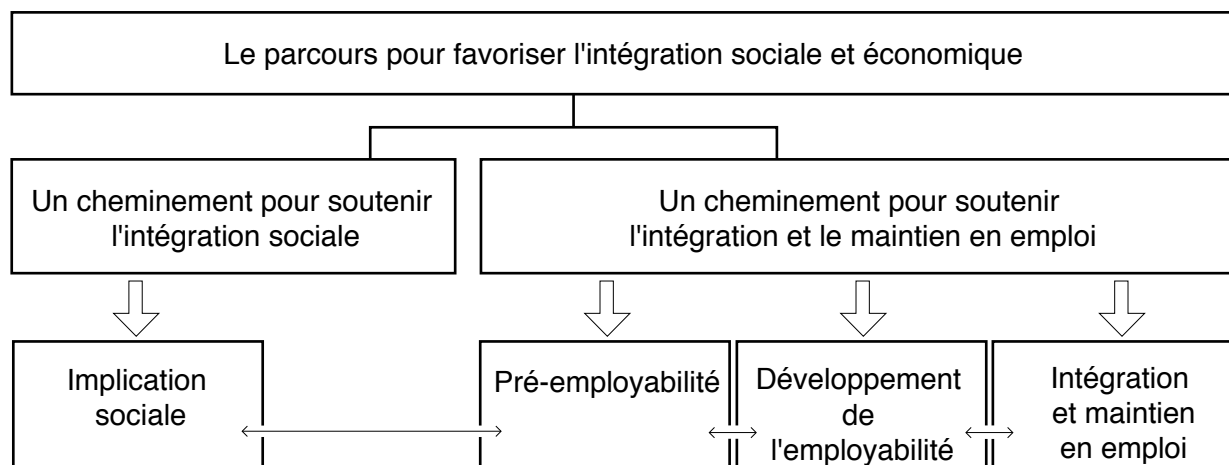 Le parcours pour favoriser l'intégration sociale et économique
Un cheminement pour soutenir
l'intégration sociale
Un cheminement pour soutenir
l'intégration et le maintien en emploi
Implication
sociale
Pré-employabilité
Développement
de
l'employabilité
Intégration
et maintien
en emploi